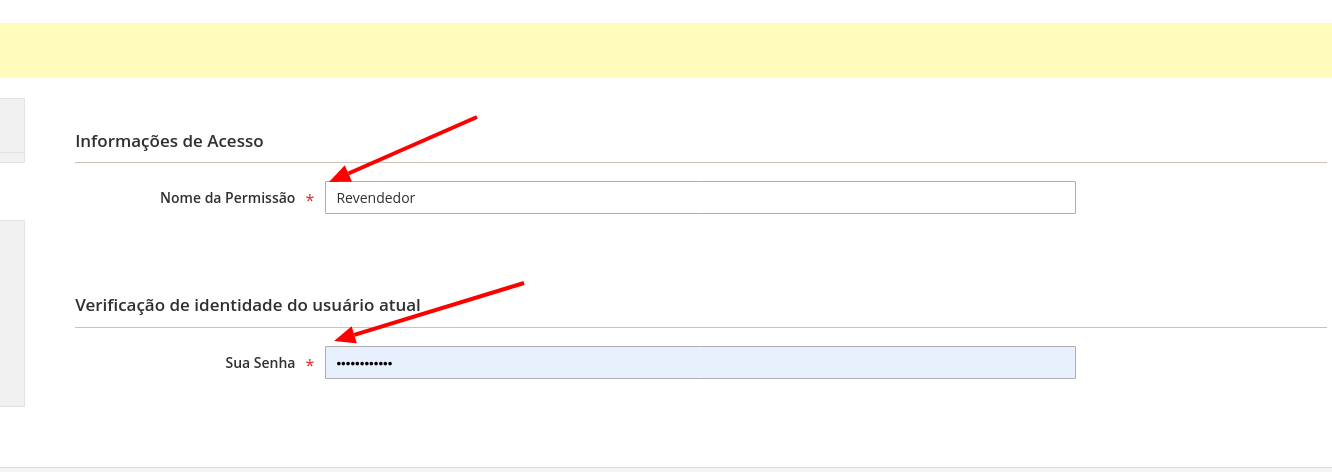 Informações de Acesso
Nome da Permissão * Revendedor
Verificação de identidade do usuário atual
Sua Senha * ••••••••••••